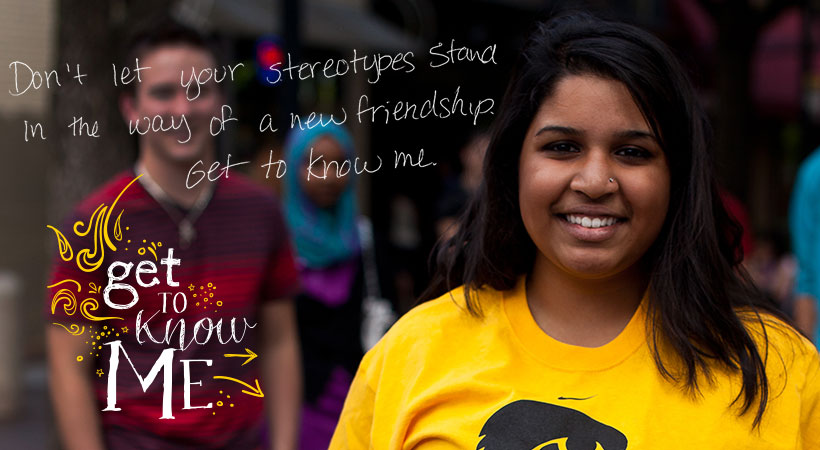 Don't let your stereotypes stand
in the way of a new friendship.
Get to know me.
get
TO
know
ME